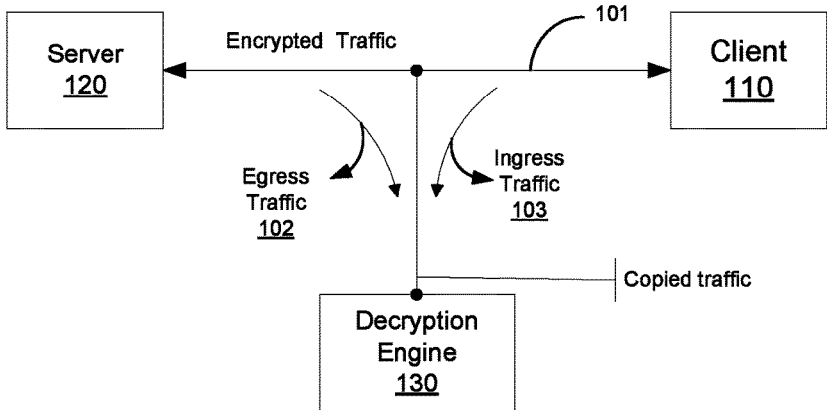 101
Server
120
Encrypted Traffic
Client
110
Egress
Traffic
102
Ingress
Traffic
103
Copied traffic
Decryption
Engine
130